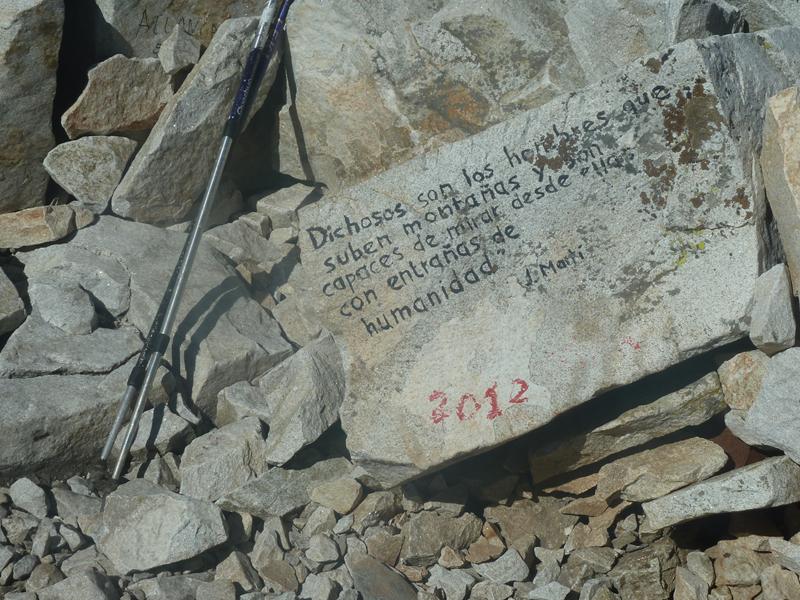 Dichosos son los hombres que
suben montañas y son
capaces de mirar desde ellas
con entrañas de
humanidad"
J. Martí
2012